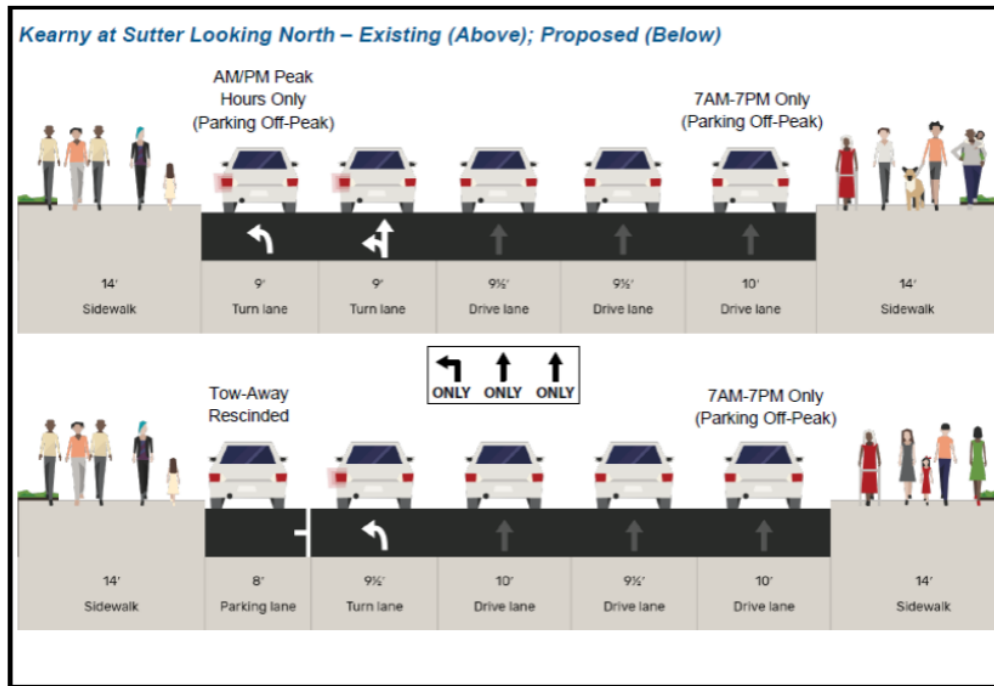 Kearny at Sutter Looking North – Existing (Above); Proposed (Below)
AM/PM Peak
Hours Only
(Parking Off-Peak)
7AM-7PM Only
(Parking Off-Peak)
14' 9' 9' 9½' 9½' 10' 14'
Sidewalk Turn lane Turn lane Drive lane Drive lane Drive lane Sidewalk
ONLY ONLY ONLY
Tow-Away
Rescinded
7AM-7PM Only
(Parking Off-Peak)
14' 8' 9½' 10' 9½' 10' 14'
Sidewalk Parking lane Turn lane Drive lane Drive lane Drive lane Sidewalk